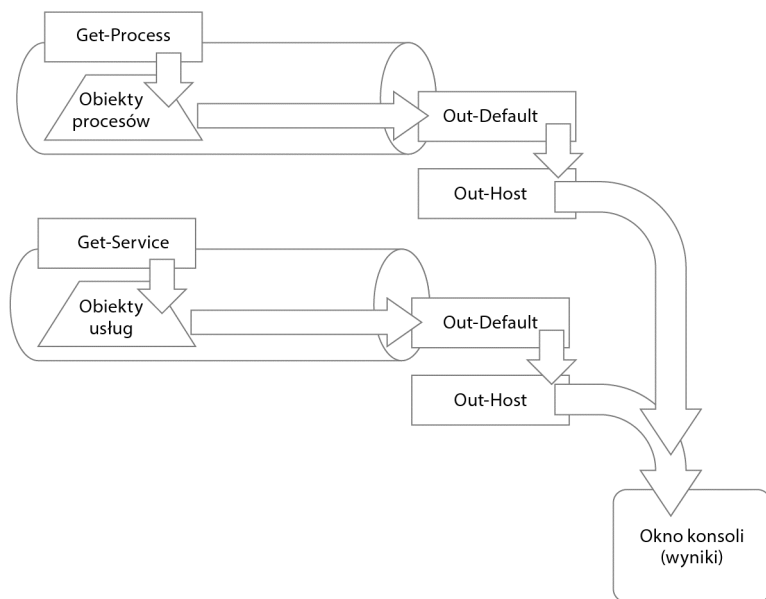 Get-Process
Obiekty
procesów
Out-Default
Out-Host
Get-Service
Obiekty
usług
Out-Default
Out-Host
Okno konsoli
(wyniki)